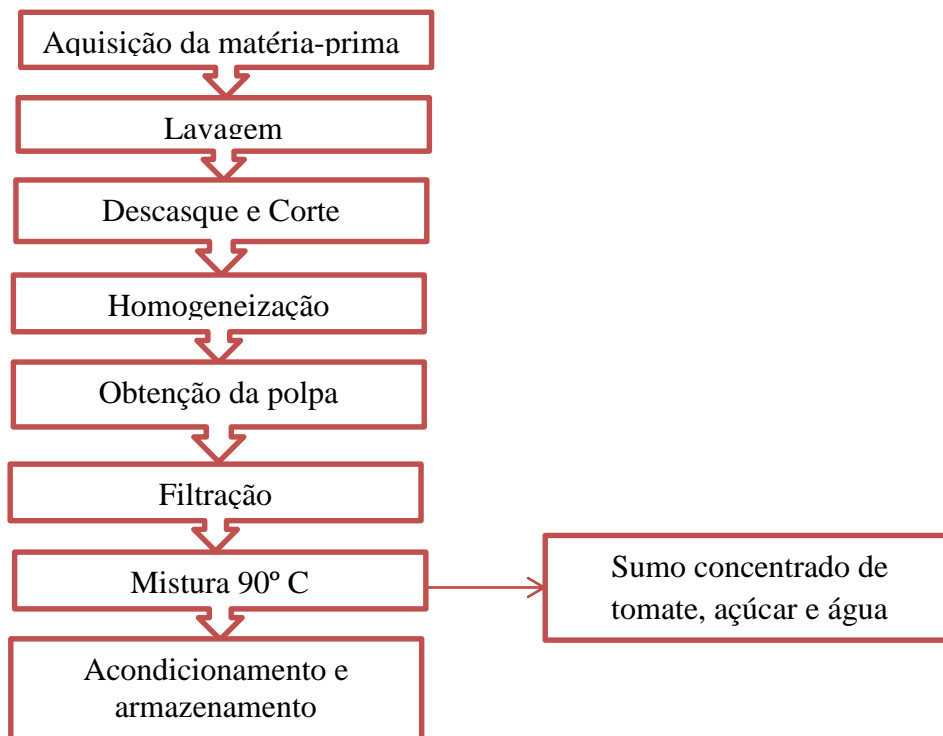 Aquisição da matéria-prima
Lavagem
Descasque e Corte
Homogeneização
Obtenção da polpa
Filtração
Mistura 90º C
Sumo concentrado de
tomate, açúcar e água
Acondicionamento e
armazenamento